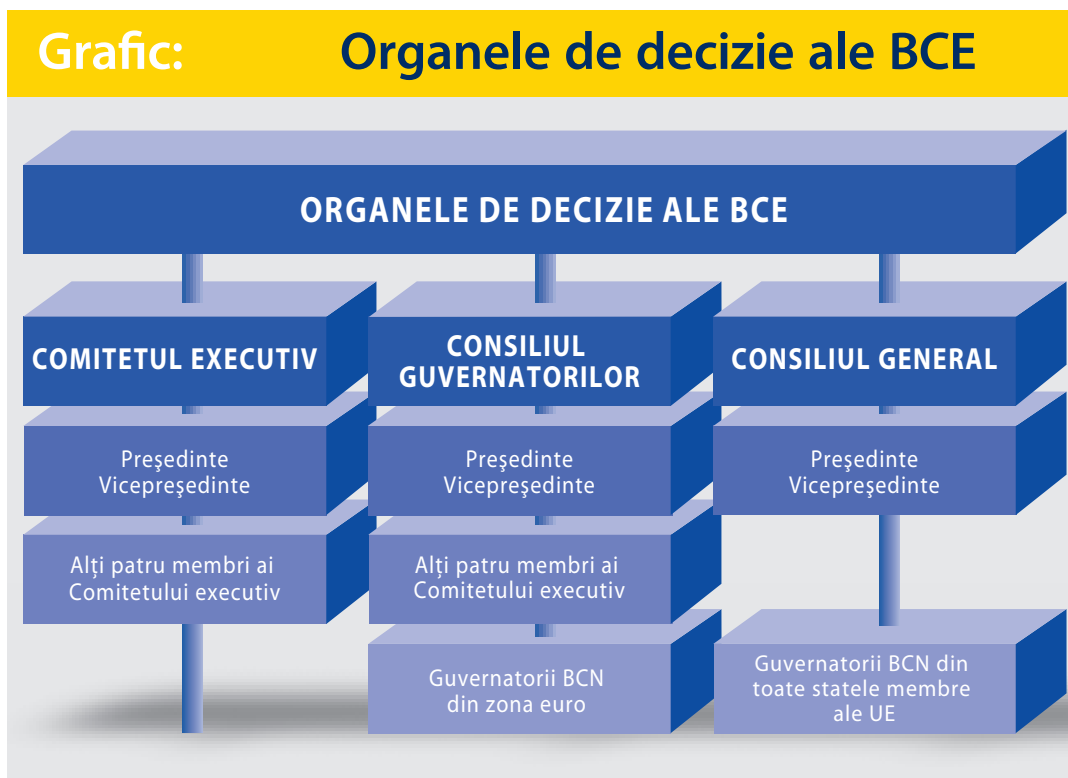 Grafic: Organele de decizie ale BCE
ORGANELE DE DECIZIE ALE BCE
COMITETUL EXECUTIV
Preşedinte
Vicepreşedinte
Alţi patru membri ai
Comitetului executiv
CONSILIUL
GUVERNATORILOR
Preşedinte
Vicepreşedinte
Alţi patru membri ai
Comitetului executiv
Guvernatorii BCN
din zona euro
CONSILIUL GENERAL
Preşedinte
Vicepreşedinte
Guvernatorii BCN din
toate statele membre
ale UE